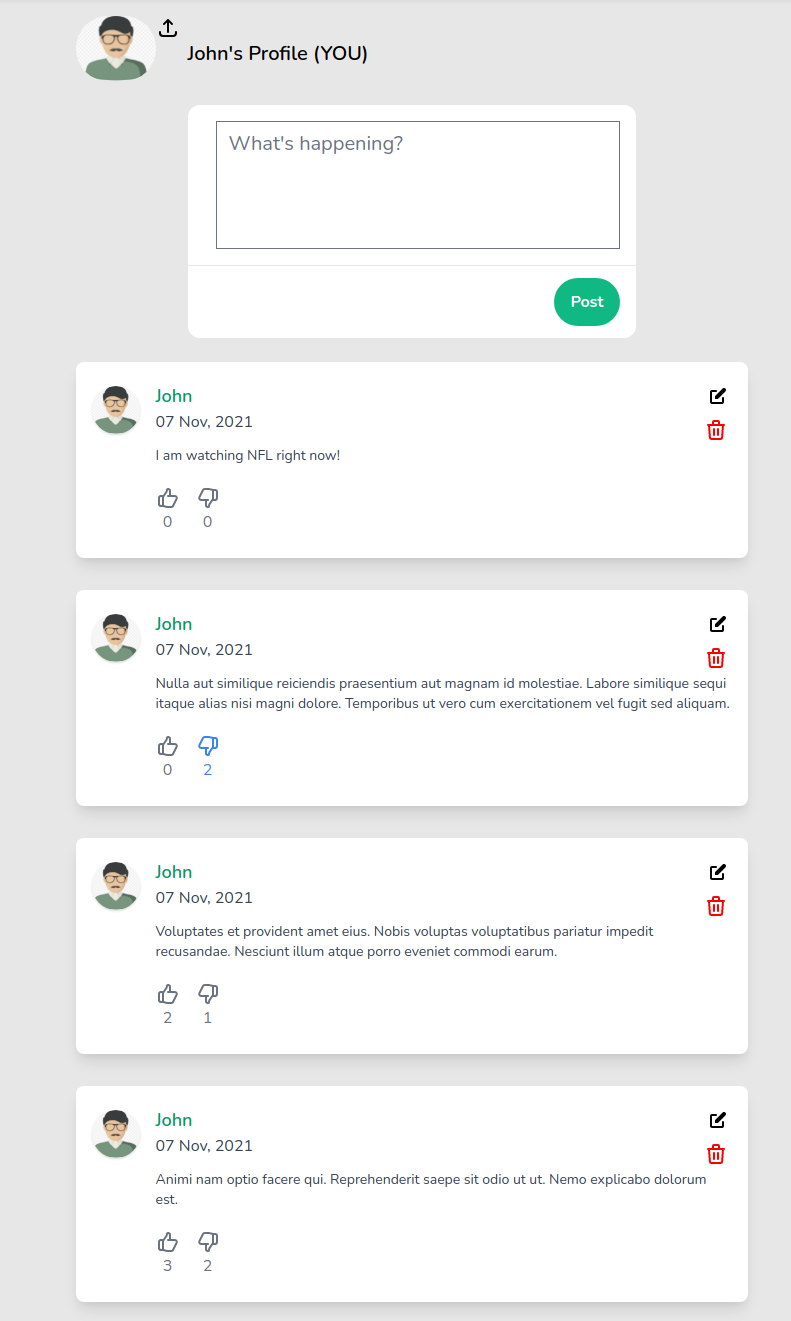 John's Profile (YOU)
What's happening?
Post
John
07 Nov, 2021
I am watching NFL right now!
0 0
John
07 Nov, 2021
Nulla aut similique reiciendis praesentium aut magnam id molestiae. Labore similique sequi
itaque alias nisi magni dolore. Temporibus ut vero cum exercitationem vel fugit sed aliquam.
0 2
John
07 Nov, 2021
Voluptates et provident amet eius. Nobis voluptas voluptatibus pariatur impedit
recusandae. Nesciunt illum atque porro eveniet commodi earum.
2 1
John
07 Nov, 2021
Animi nam optio facere qui. Reprehenderit saepe sit odio ut ut. Nemo explicabo dolorum
est.
3 2